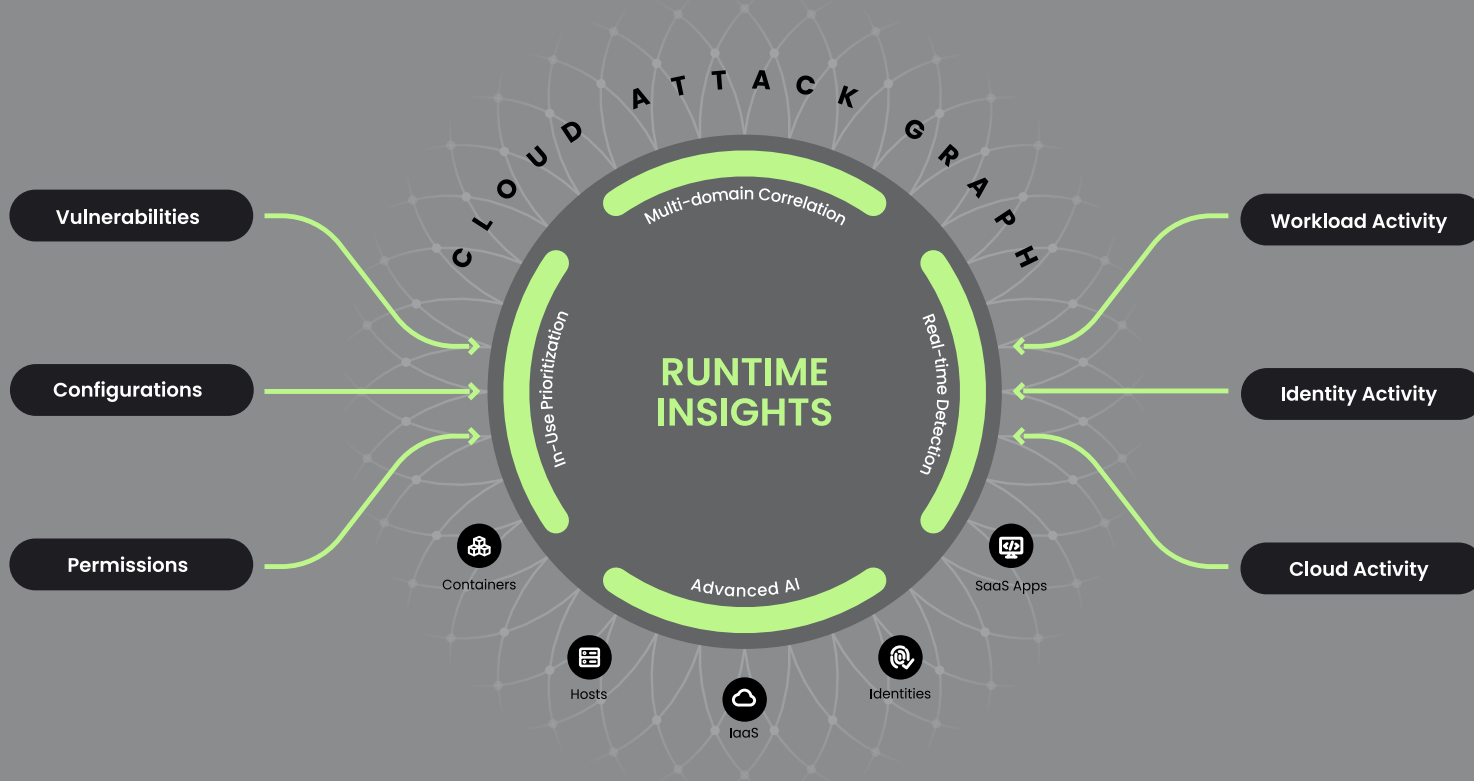 CLOUD ATTACK GRAPH
Vulnerabilities
Configurations
Permissions
Multi-domain Correlation
In-Use Prioritization
RUNTIME
INSIGHTS
Real-time Detection
Advanced AI
Workload Activity
Identity Activity
Cloud Activity
Containers
Hosts
IaaS
Identities
SaaS Apps